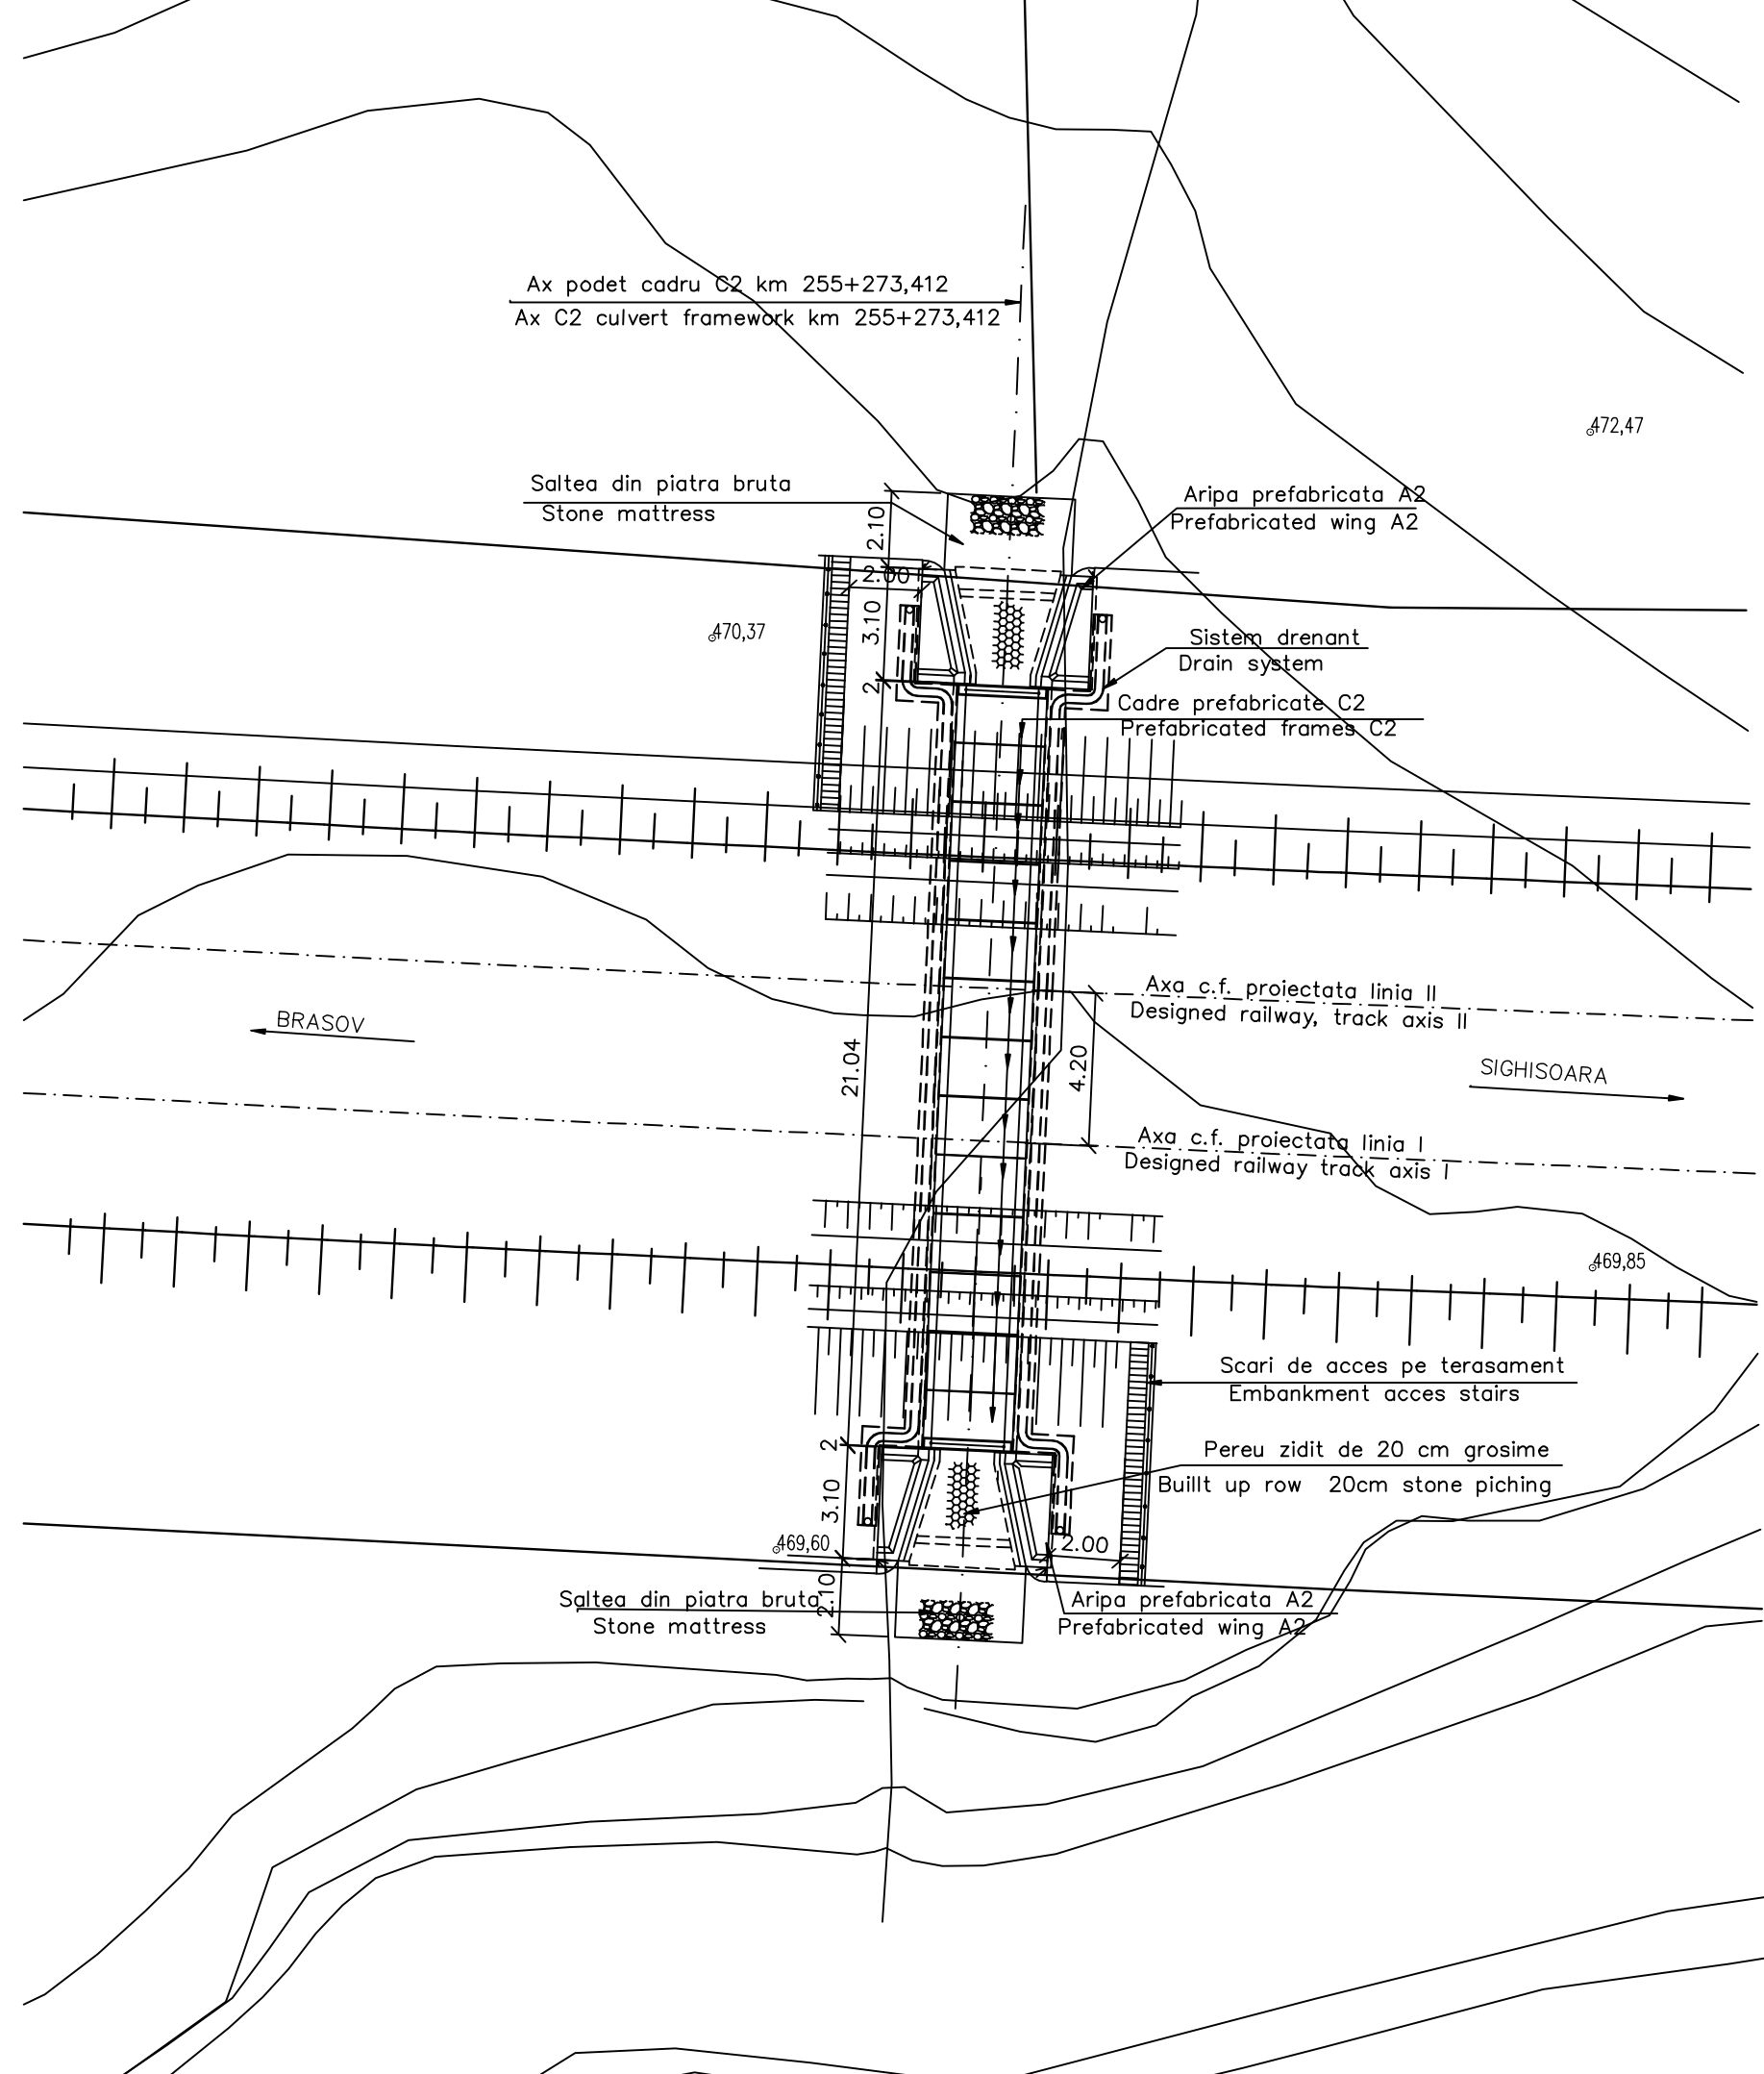 Ax podet cadru C2 km 255+273,412
Ax C2 culvert framework km 255+273,412
472,47
Saltea din piatra bruta
Stone mattress
Aripa prefabricata A2
Prefabricated wing A2
2.10
2.00
3.10
470,37
Sistem drenant
Drain system
2
Cadre prefabricate C2
Prefabricated frames C2
Axa c.f. proiectata linia II
Designed railway, track axis II
BRASOV
21.04
4.20
SIGHISOARA
Axa c.f. proiectata linia I
Designed railway track axis I
469,85
Scari de acces pe terasament
Embankment acces stairs
2
Pereu zidit de 20 cm grosime
Buillt up row 20cm stone piching
3.10
469,60
2.00
2.10
Saltea din piatra bruta
Stone mattress
Aripa prefabricata A2
Prefabricated wing A2